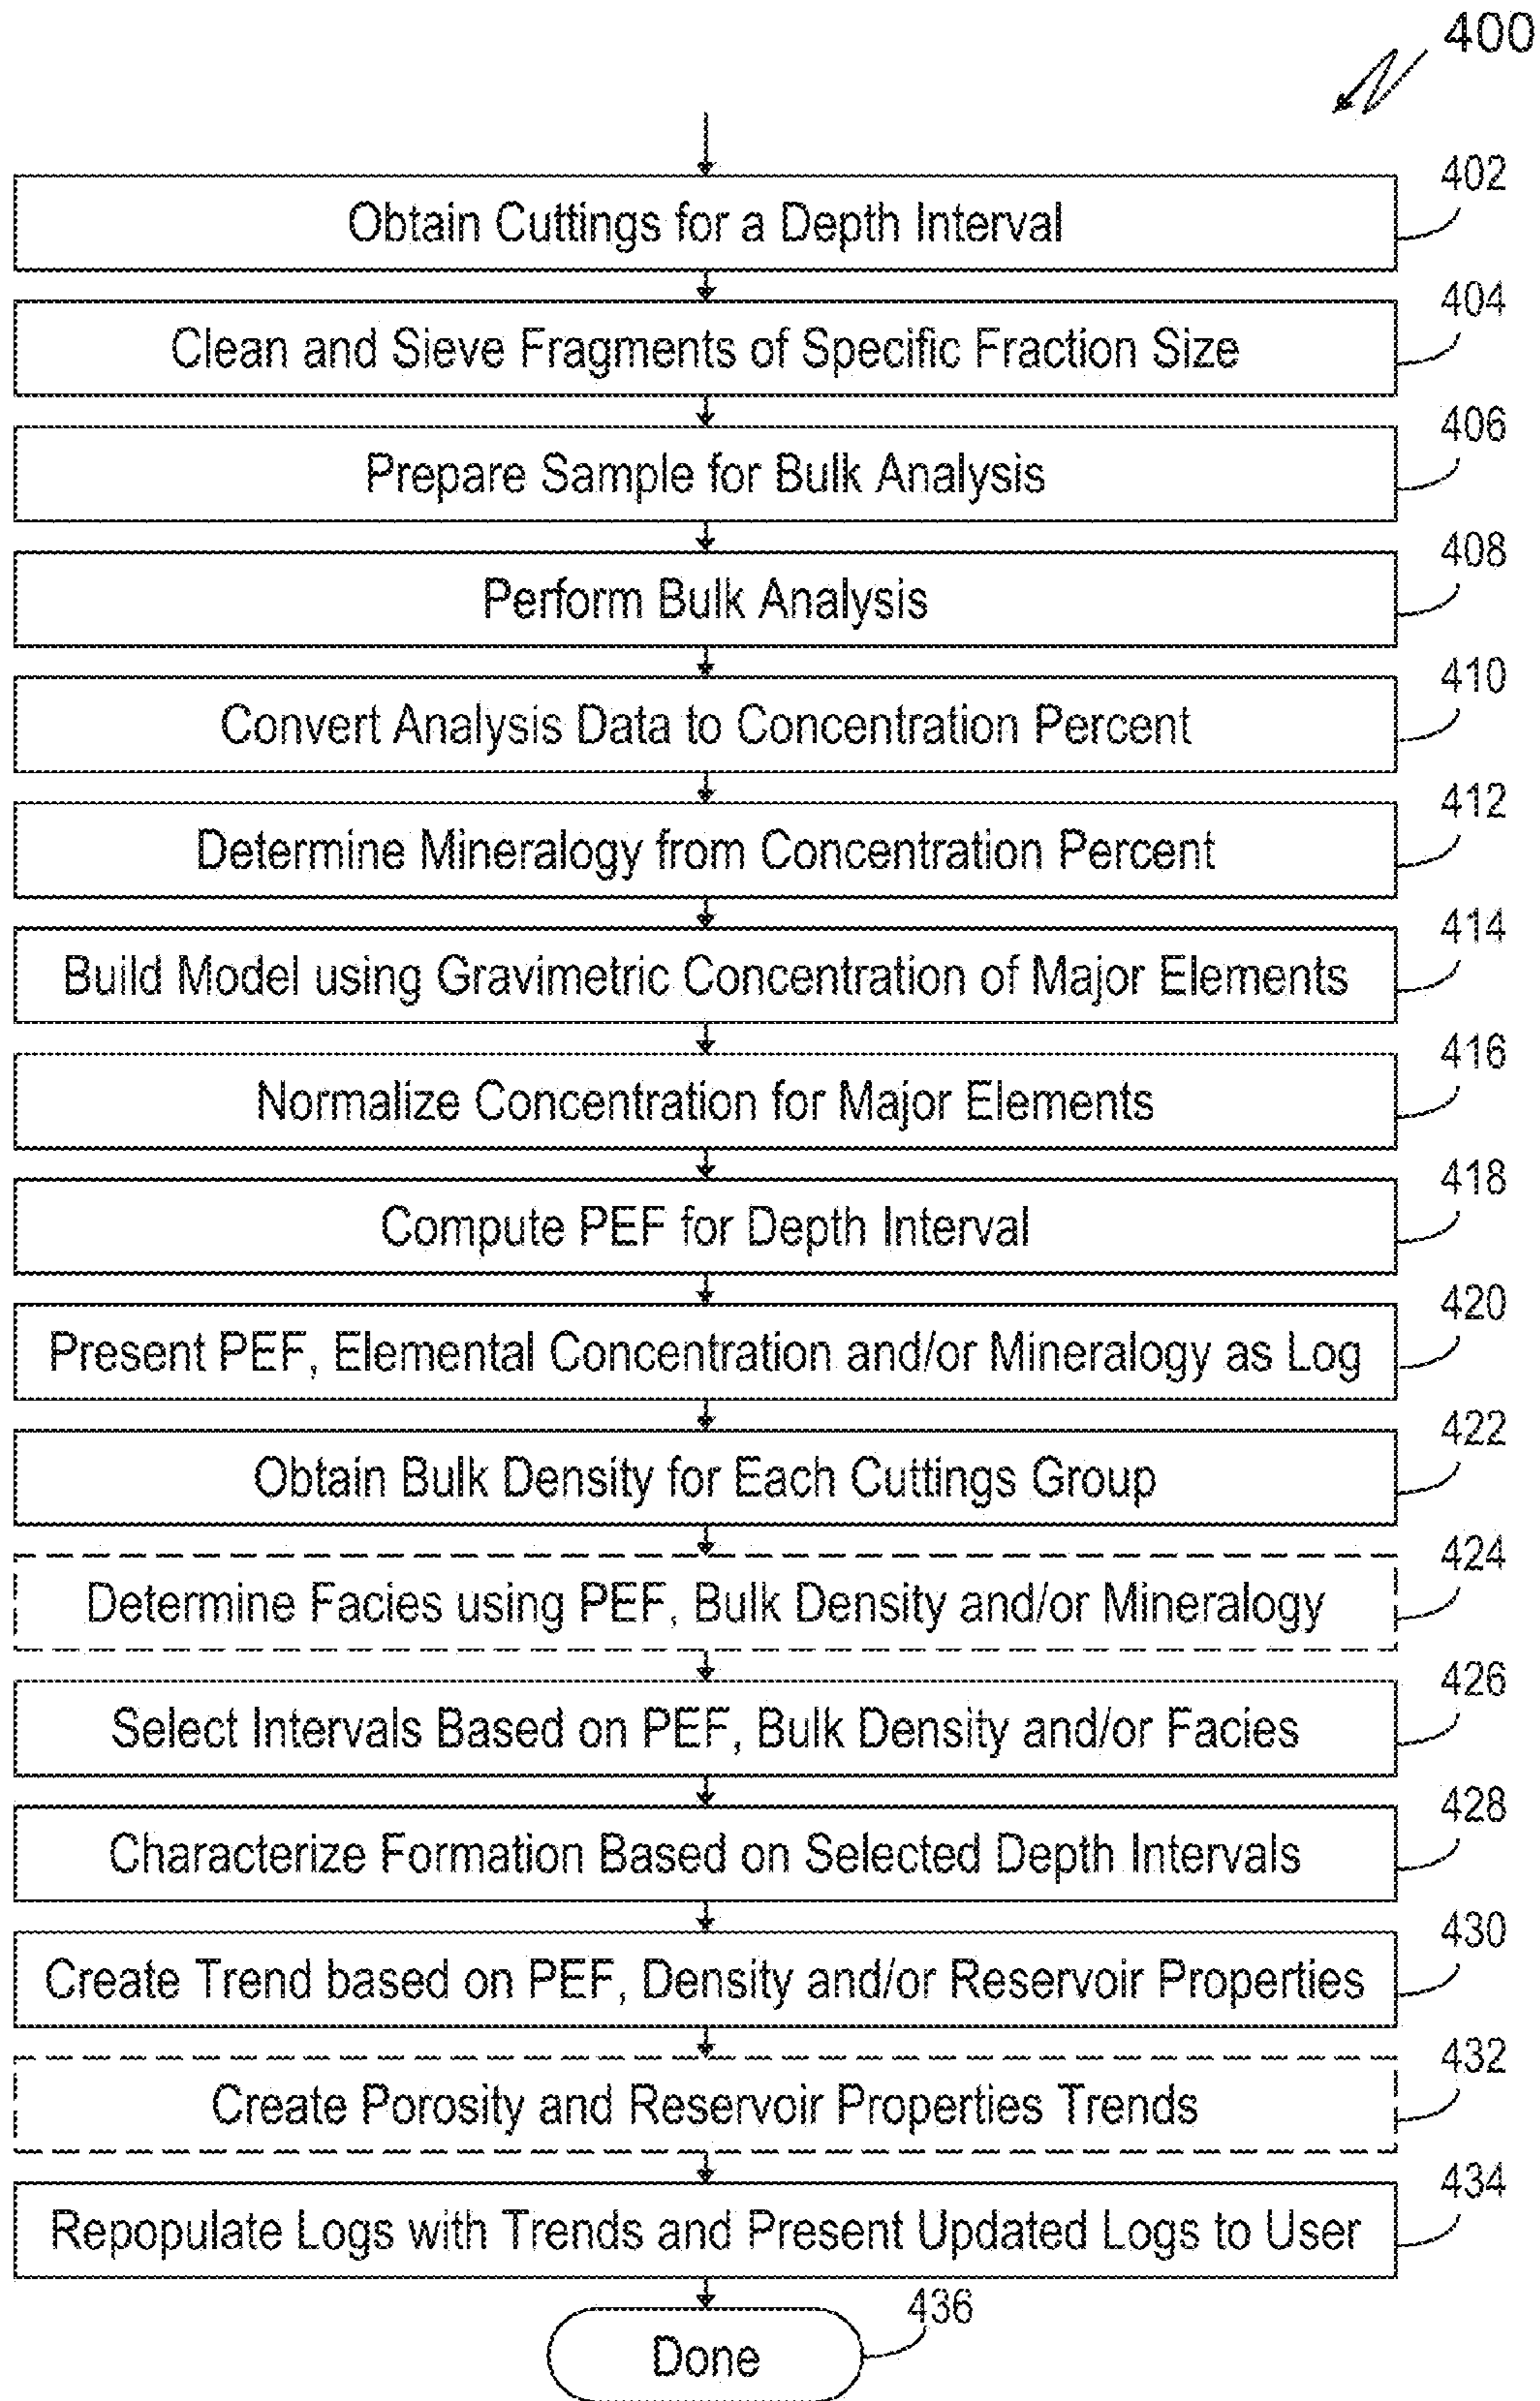 400
402
Obtain Cuttings for a Depth Interval
404
Clean and Sieve Fragments of Specific Fraction Size
406
Prepare Sample for Bulk Analysis
408
Perform Bulk Analysis
410
Convert Analysis Data to Concentration Percent
412
Determine Mineralogy from Concentration Percent
414
Build Model using Gravimetric Concentration of Major Elements
416
Normalize Concentration for Major Elements
418
Compute PEF for Depth Interval
420
Present PEF, Elemental Concentration and/or Mineralogy as Log
422
Obtain Bulk Density for Each Cuttings Group
424
Determine Facies using PEF, Bulk Density and/or Mineralogy
426
Select Intervals Based on PEF, Bulk Density and/or Facies
428
Characterize Formation Based on Selected Depth Intervals
430
Create Trend based on PEF, Density and/or Reservoir Properties
432
Create Porosity and Reservoir Properties Trends
434
Repopulate Logs with Trends and Present Updated Logs to User
436
Done